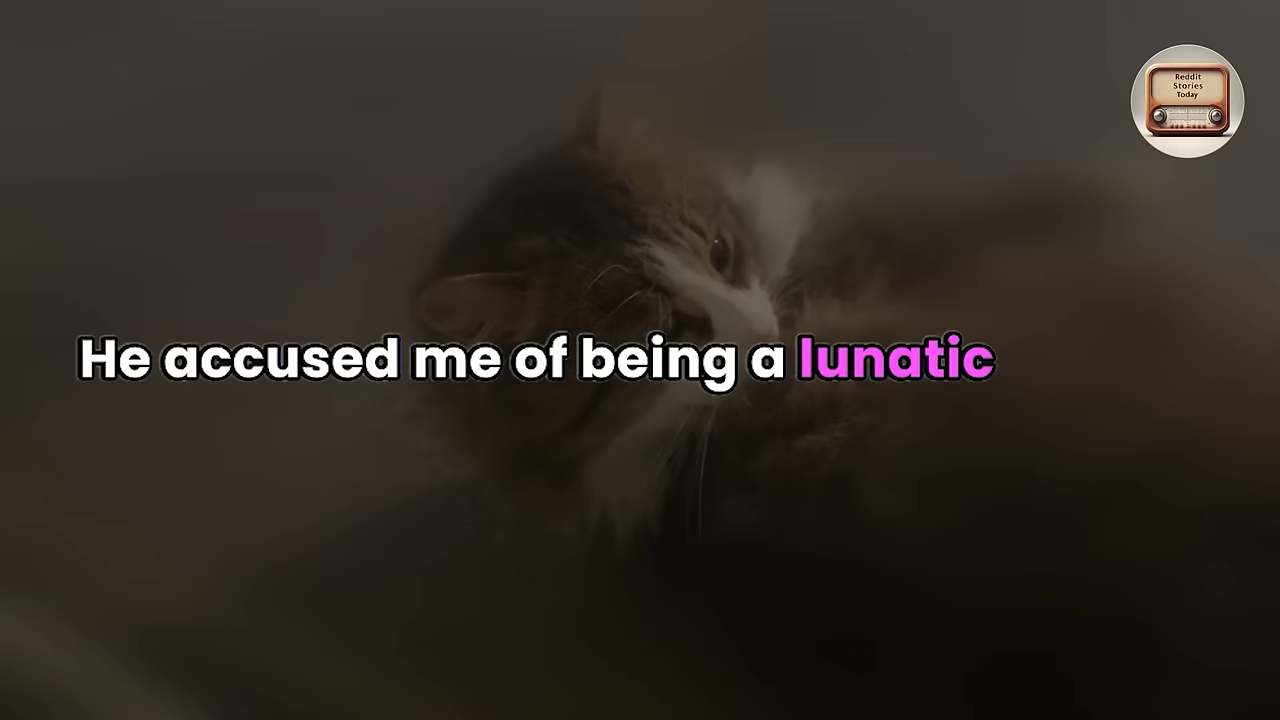 Reddit
Stories
Today
He accused me of being a lunatic